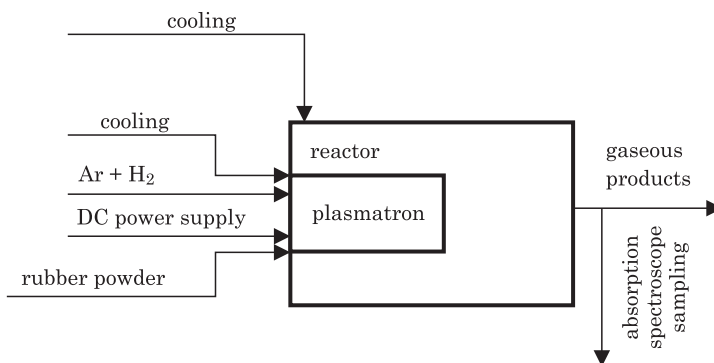 cooling
cooling
reactor
gaseous
products
Ar + H₂
plasmatron
DC power supply
rubber powder
absorption
spectroscope
sampling